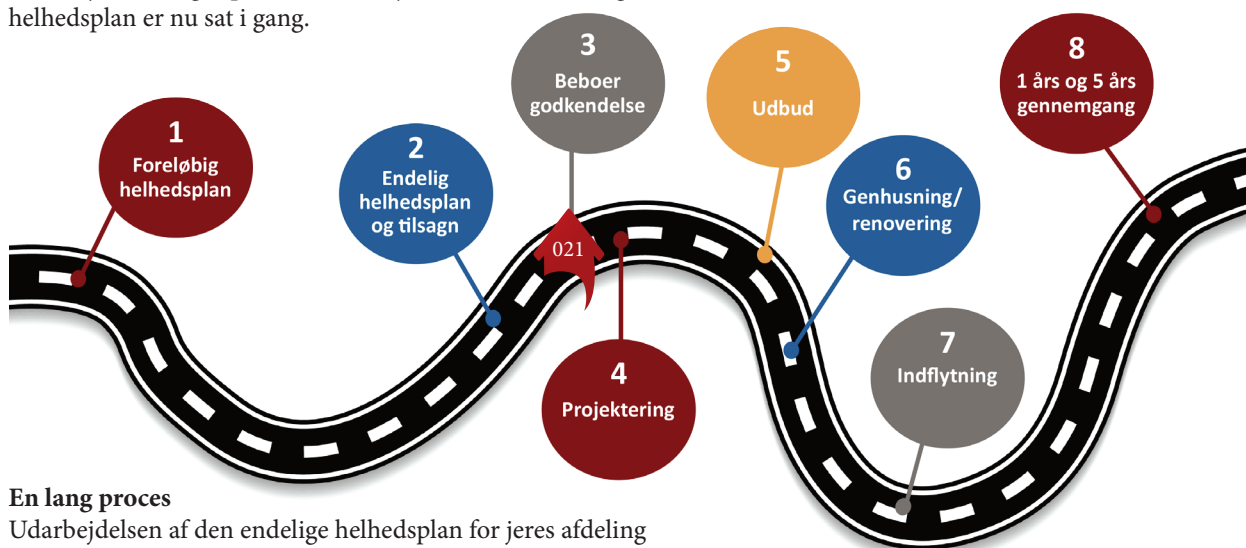 helhedsplan er nu sat i gang.
1
Foreløbig
helhedsplan
2
Endelig
helhedsplan
og tilsagn
3
Beboer
godkendelse
021
4
Projektering
5
Udbud
6
Genhusning/
renovering
7
Indflytning
8
1 års og 5 års
gennemgang
En lang proces
Udarbejdelsen af den endelige helhedsplan for jeres afdeling